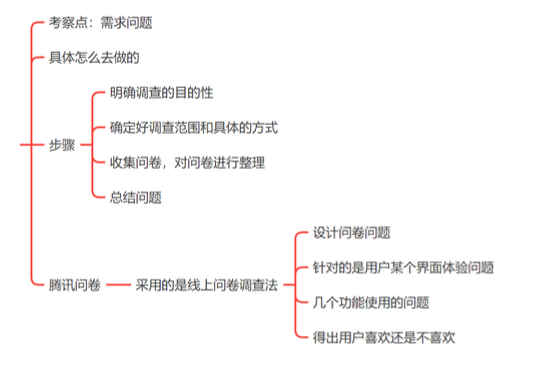 考察点：需求问题
具体怎么去做的
步骤
明确调查的目的性
确定好调查范围和具体的方式
收集问卷，对问卷进行整理
总结问题
腾讯问卷
采用的是线上问卷调查法
设计问卷问题
针对的是用户某个界面体验问题
几个功能使用的问题
得出用户喜欢还是不喜欢